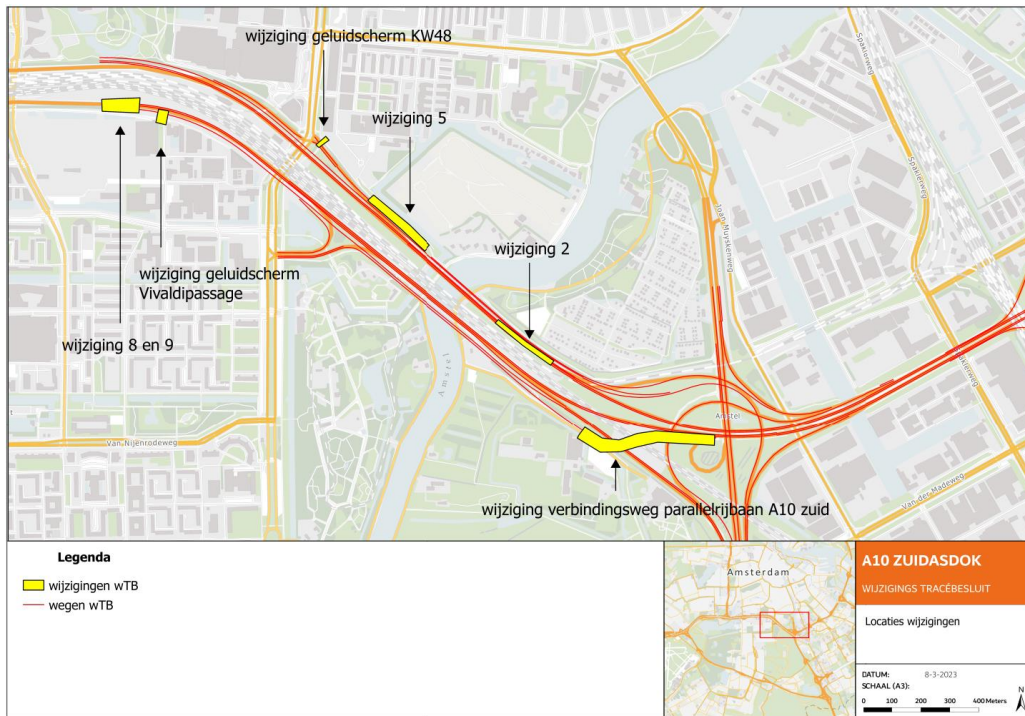 wijziging geluidscherm KW48
wijziging 5
wijziging geluidscherm
Vivaldipassage
wijziging 8 en 9
wijziging 2
wijziging verbindingsweg parallelrijbaan A10 zuid
Spaklerweg
Spaklerweg
Spaklerweg
Joan Muyskenweg
Amstel
Amstel
Van Nijenrodeweg
Van der Madeweg
Legenda
wijzigingen wTB
wegen wTB
Amsterdam
A10 ZUIDASDOK
WIJZIGINGS TRACÉBESLUIT
Locaties wijzigingen
DATUM: 8-3-2023
SCHAAL (A3):
0 100 200 300 400 Meters
N